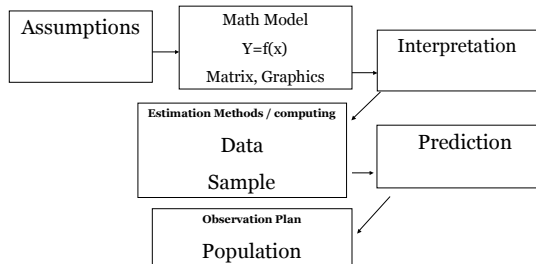 Assumptions
Math Model
Y=f(x)
Matrix, Graphics
Interpretation
Estimation Methods / computing
Data
Sample
Prediction
Observation Plan
Population